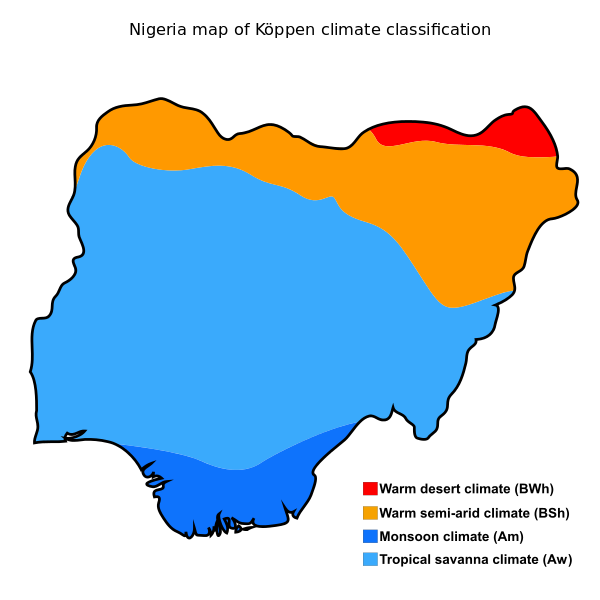 Nigeria map of Köppen climate classification
Warm desert climate (BWh)
Warm semi-arid climate (BSh)
Monsoon climate (Am)
Tropical savanna climate (Aw)